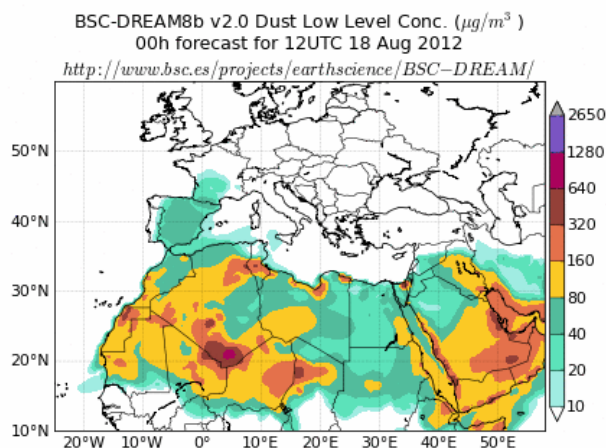 BSC-DREAM8b v2.0 Dust Low Level Conc. (μg/m³ )
00h forecast for 12UTC 18 Aug 2012
http://www.bsc.es/projects/earthscience/BSC−DREAM/
2650
1280
640
320
160
80
40
20
10
50°N
40°N
30°N
20°N
10°N
20°W 10°W 0° 10°E 20°E 30°E 40°E 50°E